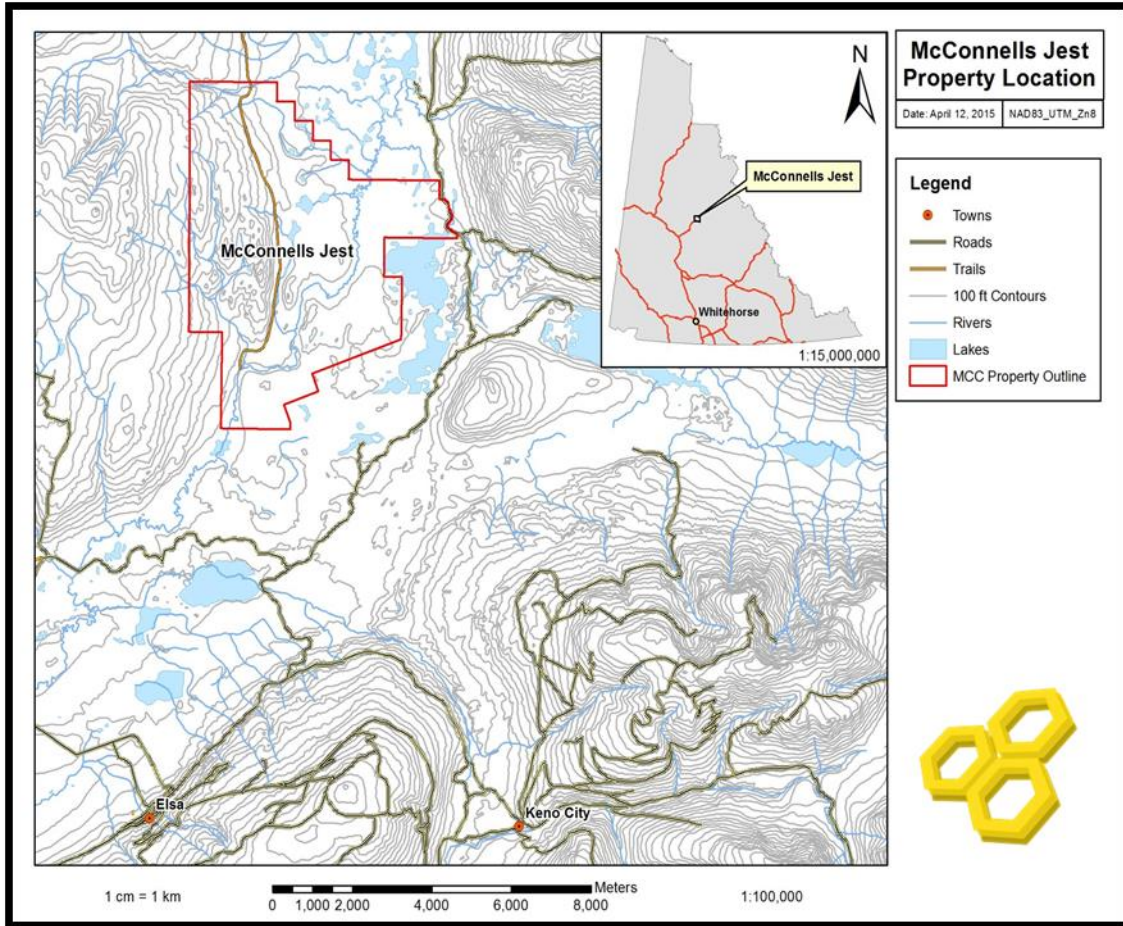 McConnells Jest
Property Location
Date: April 12, 2015
NAD83_UTM_Zn8
N
McConnells Jest
Whitehorse
1:15,000,000
McConnells Jest
Legend
Towns
Roads
Trails
100 ft Contours
Rivers
Lakes
MCC Property Outline
Elsa
Keno City
1 cm = 1 km
Meters
0 1,000 2,000 4,000 6,000 8,000
1:100,000